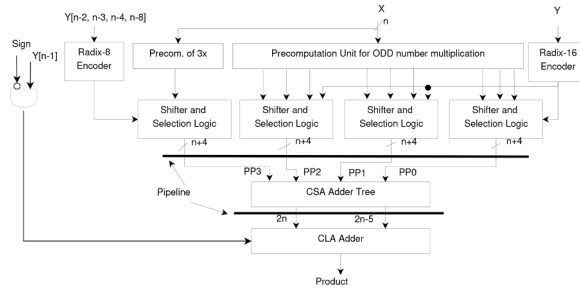 X
Y[n-2, n-3, n-4, n-8]
n
Y
Sign
Y[n-1]
Radix-8
Encoder
Precom. of 3x
Precomputation Unit for ODD number multiplication
Radix-16
Encoder
Shifter and
Selection Logic
Shifter and
Selection Logic
Shifter and
Selection Logic
Shifter and
Selection Logic
n+4
n+4
n+4
n+4
PP3
PP2
PP1
PP0
Pipeline
CSA Adder Tree
2n
2n-5
CLA Adder
Product